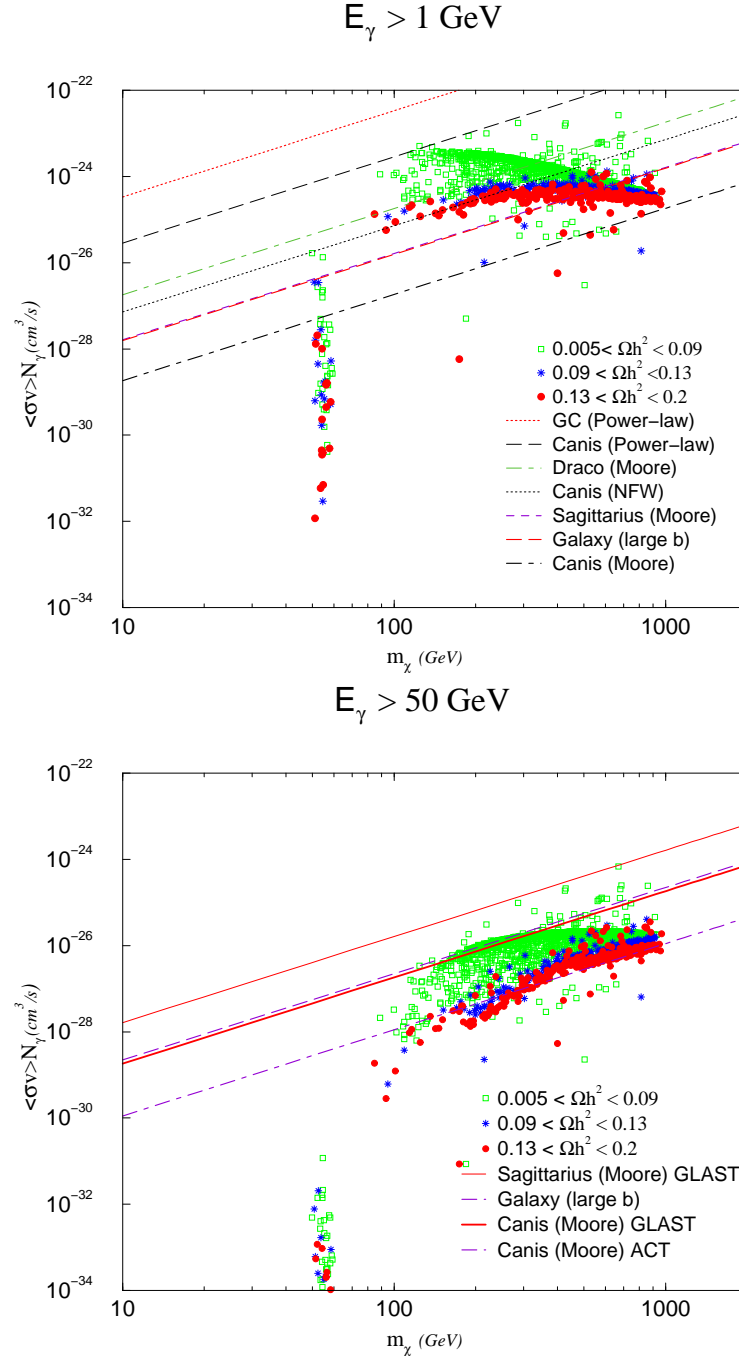 E_γ > 1 GeV
10^−22
10^−24
10^−26
10^−28
10^−30
10^−32
10^−34
<σv>N_γ(cm^3/s)
0.005< Ωh^2 < 0.09
0.09 < Ωh^2 <0.13
0.13 < Ωh^2 < 0.2
GC (Power−law)
Canis (Power−law)
Draco (Moore)
Canis (NFW)
Sagittarius (Moore)
Galaxy (large b)
Canis (Moore)
10 100 1000
m_χ (GeV)
E_γ > 50 GeV
10^−22
10^−24
10^−26
10^−28
10^−30
10^−32
10^−34
<σv>N_γ(cm^3/s)
0.005 < Ωh^2 < 0.09
0.09 < Ωh^2 < 0.13
0.13 < Ωh^2 < 0.2
Sagittarius (Moore) GLAST
Galaxy (large b)
Canis (Moore) GLAST
Canis (Moore) ACT
10 100 1000
m_χ (GeV)